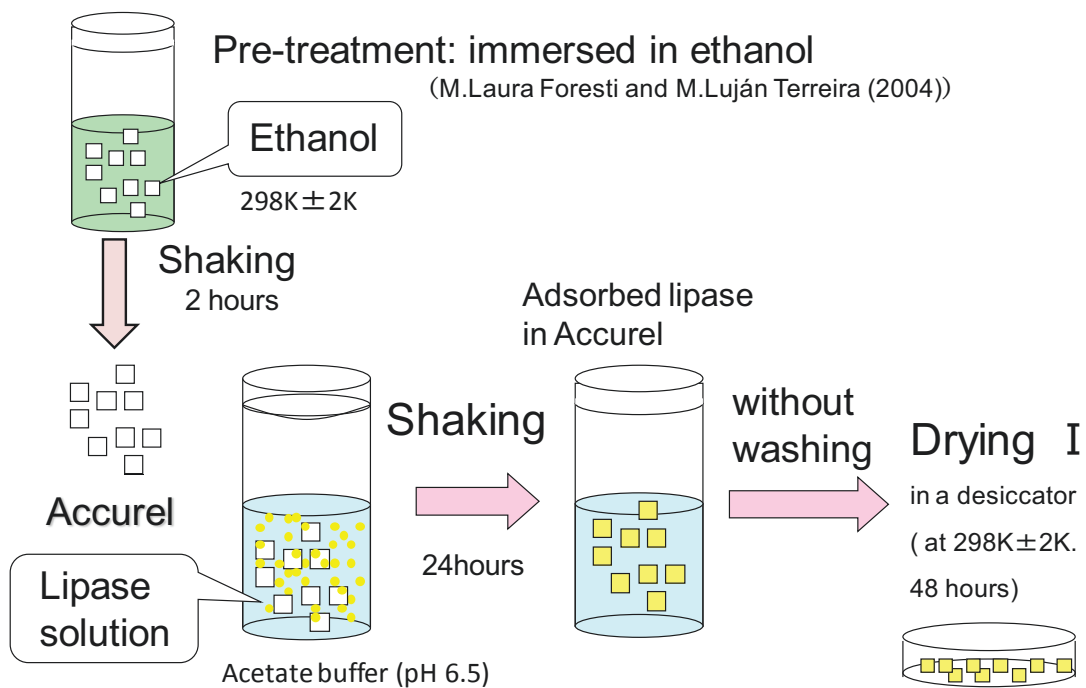 Pre-treatment: immersed in ethanol
(M.Laura Foresti and M.Luján Terreira (2004))
Ethanol
298K±2K
Shaking
2 hours
Accurel
Lipase
solution
Acetate buffer (pH 6.5)
Shaking
24hours
Adsorbed lipase
in Accurel
without
washing
Drying Ⅰ
in a desiccator
( at 298K±2K.
48 hours)